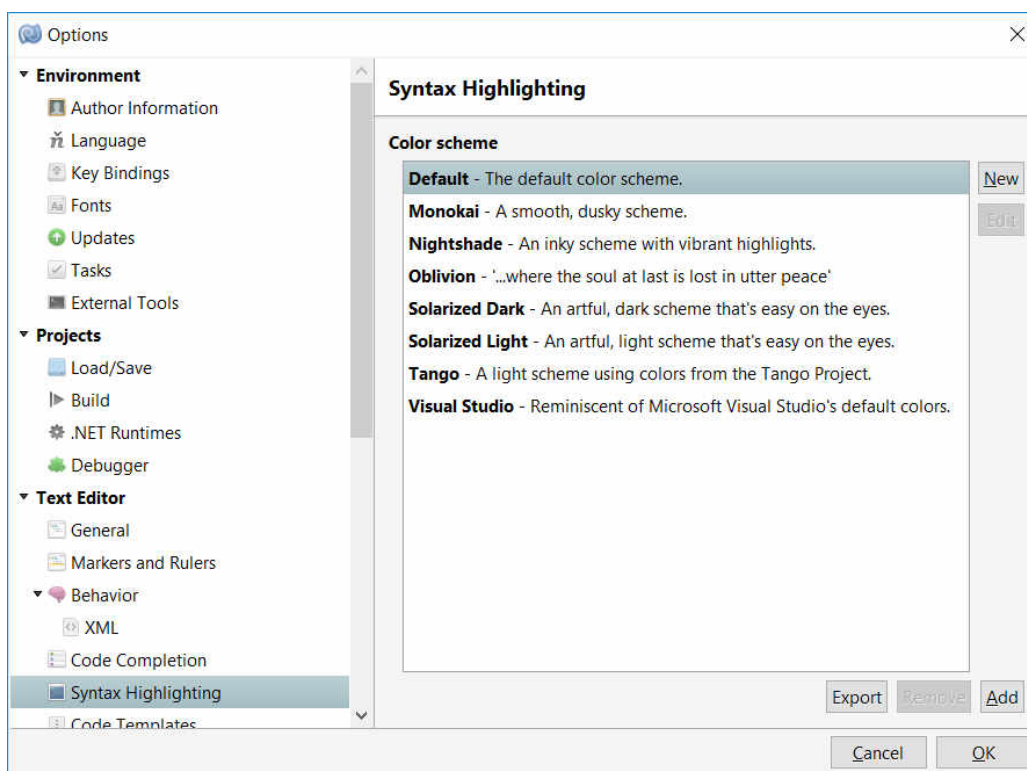 Options
Environment
Author Information
Language
Key Bindings
Fonts
Updates
Tasks
External Tools
Projects
Load/Save
Build
.NET Runtimes
Debugger
Text Editor
General
Markers and Rulers
Behavior
XML
Code Completion
Syntax Highlighting
Code Templates
Syntax Highlighting
Color scheme
Default - The default color scheme.
Monokai - A smooth, dusky scheme.
Nightshade - An inky scheme with vibrant highlights.
Oblivion - '...where the soul at last is lost in utter peace'
Solarized Dark - An artful, dark scheme that's easy on the eyes.
Solarized Light - An artful, light scheme that's easy on the eyes.
Tango - A light scheme using colors from the Tango Project.
Visual Studio - Reminiscent of Microsoft Visual Studio's default colors.
New
Edit
Export Remove Add
Cancel OK